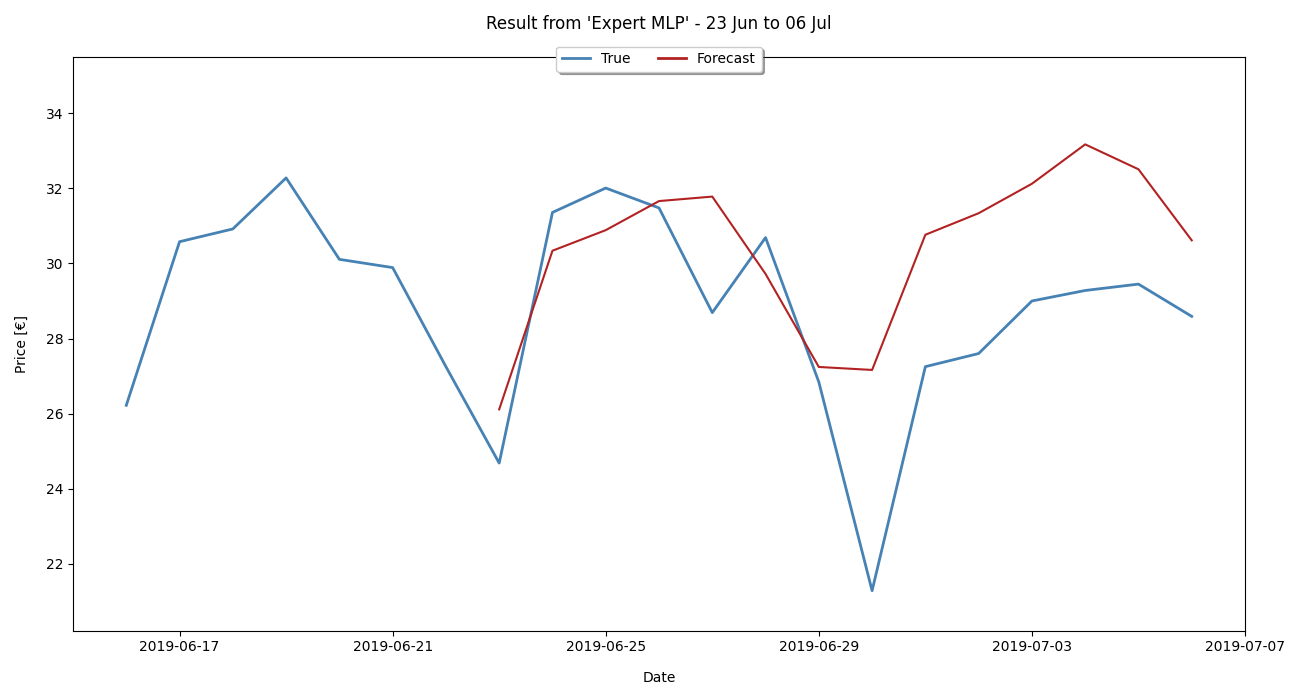 Result from 'Expert MLP' - 23 Jun to 06 Jul
True Forecast
34
32
30
28
26
24
22
Price [€]
2019-06-17 2019-06-21 2019-06-25 2019-06-29 2019-07-03 2019-07-07
Date